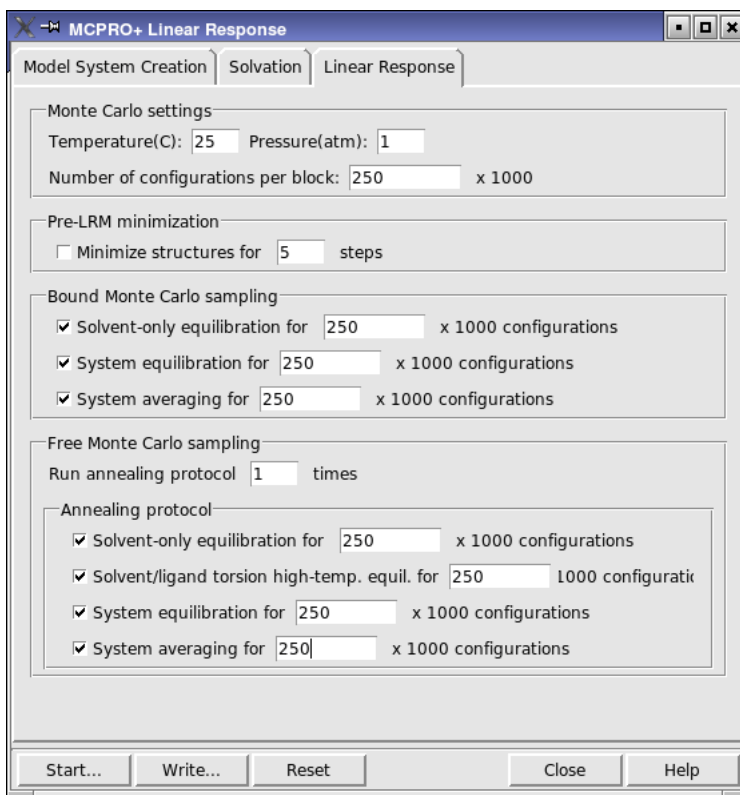 MCPRO+ Linear Response
Model System Creation Solvation Linear Response
Monte Carlo settings
Temperature(C): 25 Pressure(atm): 1
Number of configurations per block: 250 x 1000
Pre-LRM minimization
Minimize structures for 5 steps
Bound Monte Carlo sampling
Solvent-only equilibration for 250 x 1000 configurations
System equilibration for 250 x 1000 configurations
System averaging for 250 x 1000 configurations
Free Monte Carlo sampling
Run annealing protocol 1 times
Annealing protocol
Solvent-only equilibration for 250 x 1000 configurations
Solvent/ligand torsion high-temp. equil. for 250 1000 configuratic
System equilibration for 250 x 1000 configurations
System averaging for 250 x 1000 configurations
Start... Write... Reset Close Help